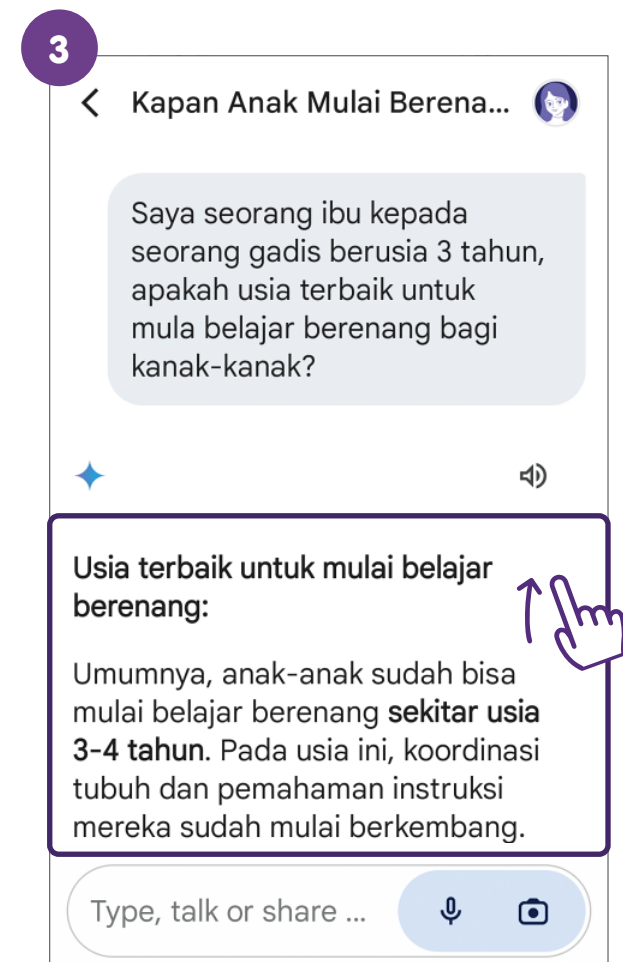 3
Kapan Anak Mulai Berena...
Saya seorang ibu kepada
seorang gadis berusia 3 tahun,
apakah usia terbaik untuk
mula belajar berenang bagi
kanak-kanak?
Usia terbaik untuk mulai belajar
berenang:
Umumnya, anak-anak sudah bisa
mulai belajar berenang sekitar usia
3-4 tahun. Pada usia ini, koordinasi
tubuh dan pemahaman instruksi
mereka sudah mulai berkembang.
Type, talk or share ...